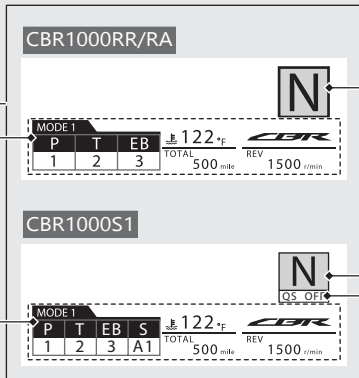 CBR1000RR/RA
N
MODE 1
P T EB
1 2 3
122 °F
CBR
TOTAL
500 mile
REV
1500 r/min
CBR1000S1
N
QS OFF
MODE 1
P T EB S
1 2 3 A1
122 °F
CBR
TOTAL
500 mile
REV
1500 r/min